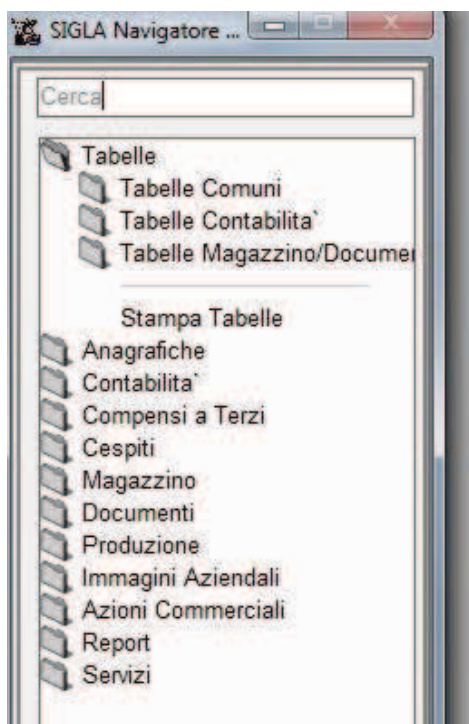 SIGLA Navigatore ...
Cerca
Tabelle
Tabelle Comuni
Tabelle Contabilita`
Tabelle Magazzino/Documen
Stampa Tabelle
Anagrafiche
Contabilita`
Compensi a Terzi
Cespiti
Magazzino
Documenti
Produzione
Immagini Aziendali
Azioni Commerciali
Report
Servizi